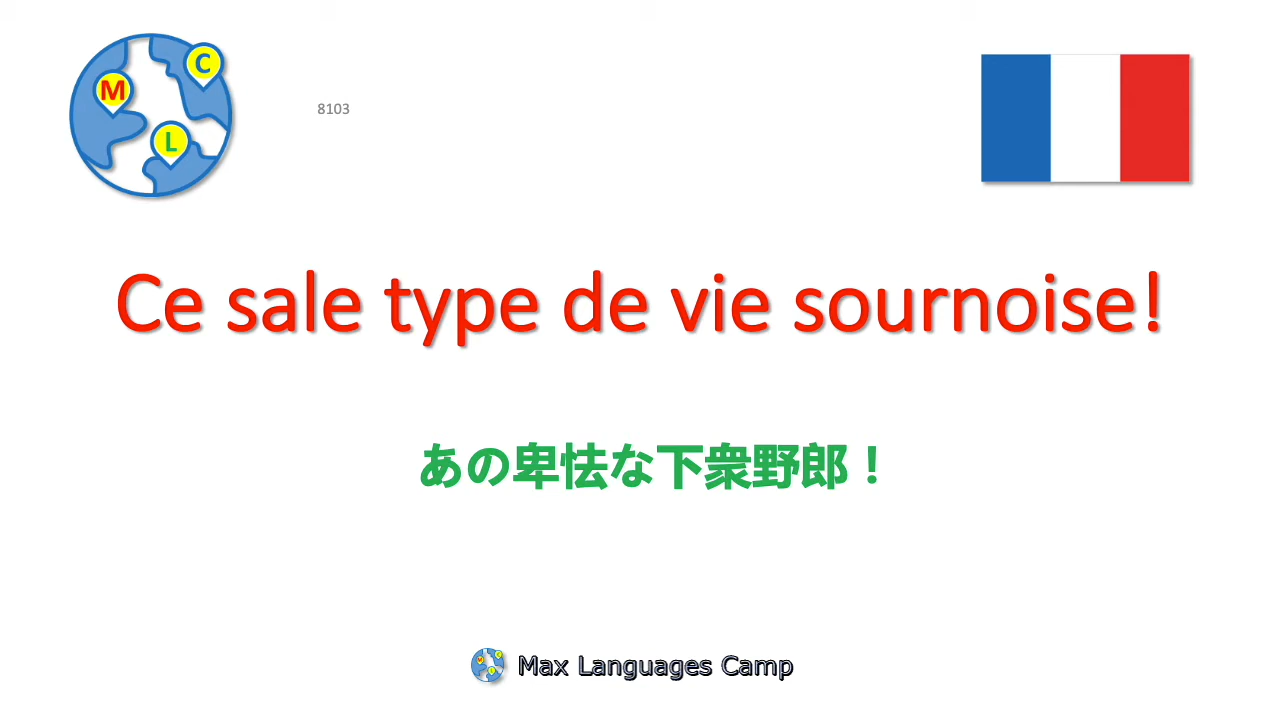 M
C
L
8103
Ce sale type de vie sournoise!
あの卑怯な下衆野郎！
Max Languages Camp